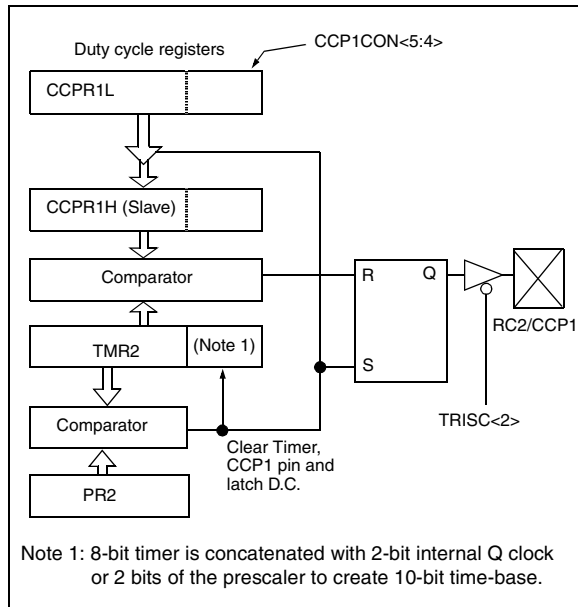 Duty cycle registers
CCP1CON<5:4>
CCPR1L
CCPR1H (Slave)
Comparator
R
Q
RC2/CCP1
TMR2
(Note 1)
S
TRISC<2>
Comparator
Clear Timer,
CCP1 pin and
latch D.C.
PR2
Note 1: 8-bit timer is concatenated with 2-bit internal Q clock
or 2 bits of the prescaler to create 10-bit time-base.